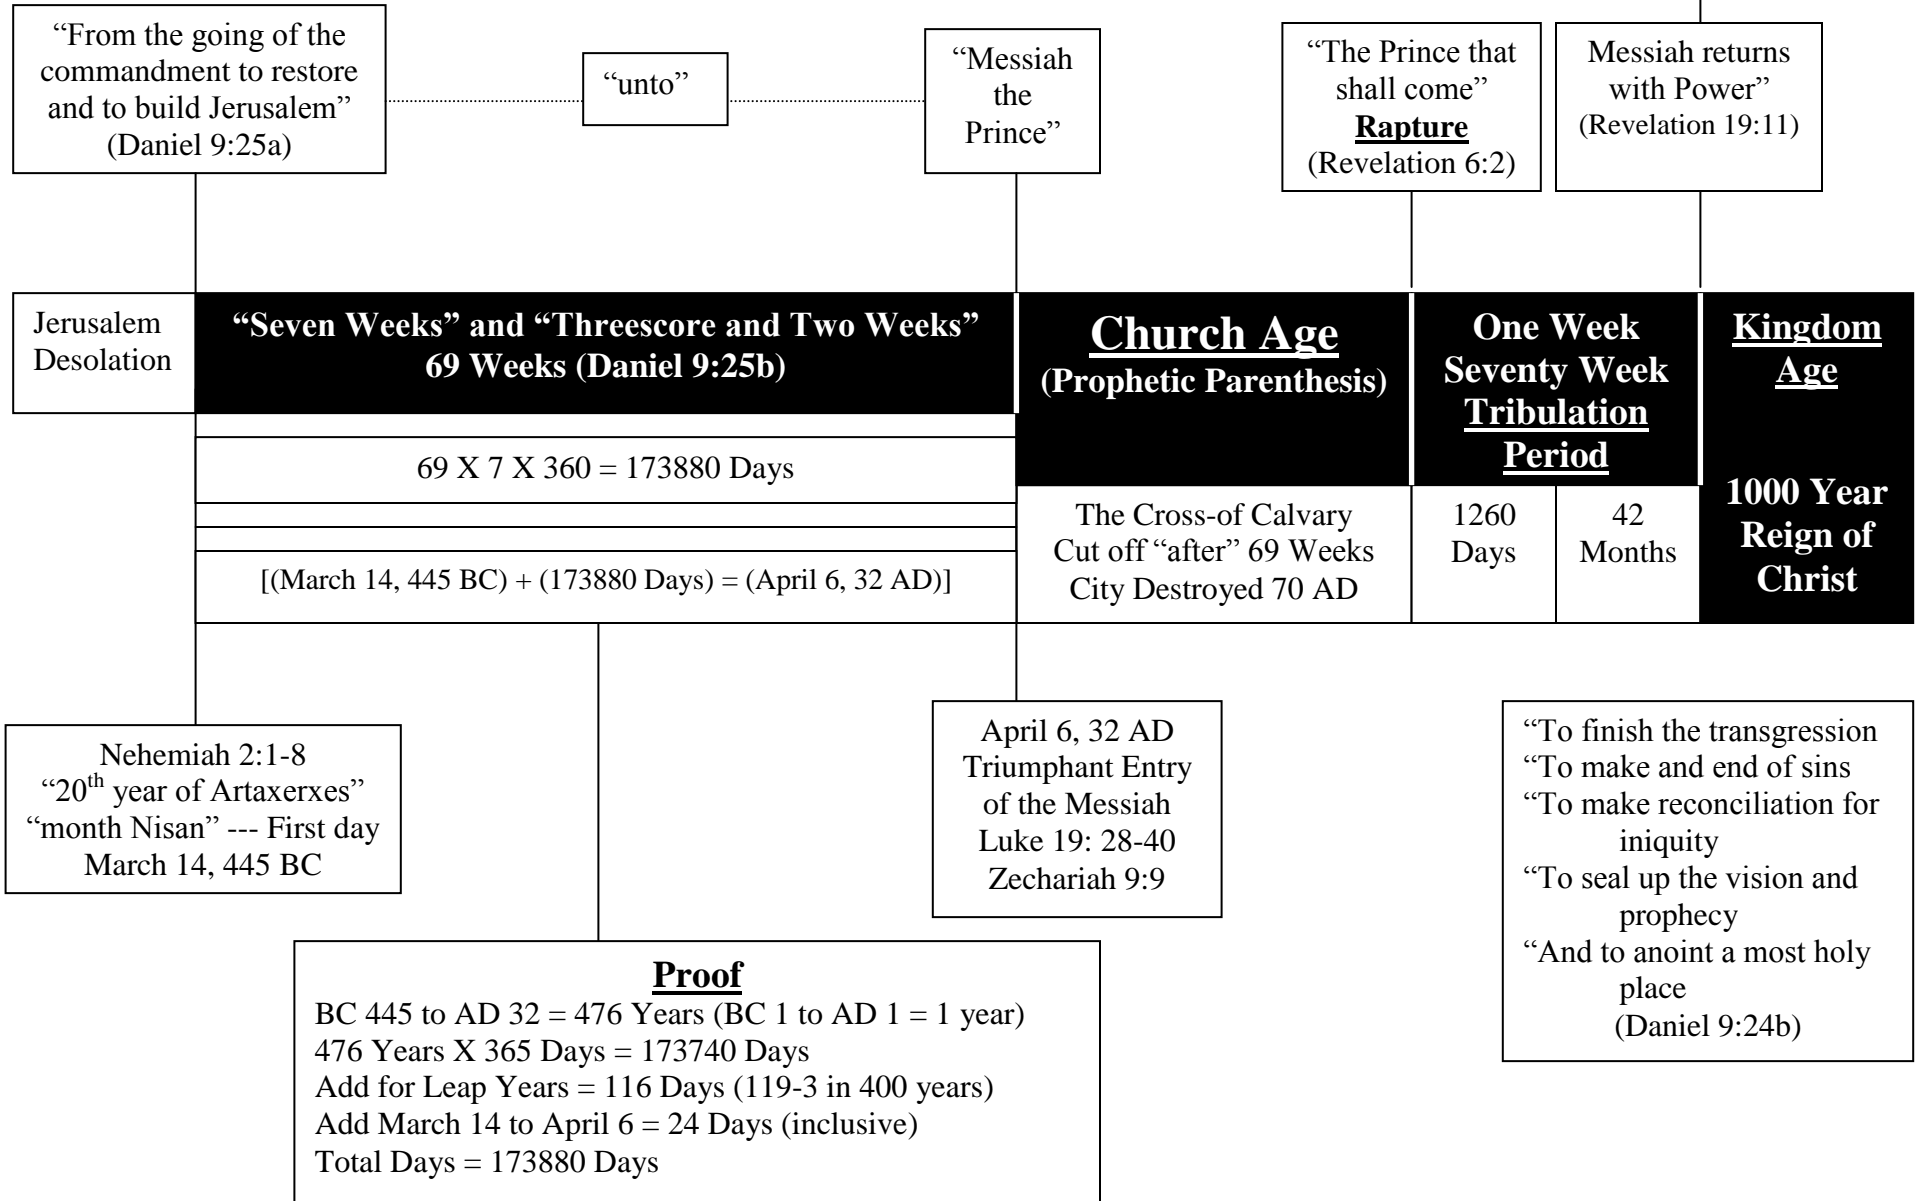 “From the going of the
commandment to restore
and to build Jerusalem”
(Daniel 9:25a)
“unto”
“Messiah
the
Prince”
“The Prince that
shall come”
Rapture
(Revelation 6:2)
Messiah returns
with Power”
(Revelation 19:11)
Jerusalem
Desolation
“Seven Weeks” and “Threescore and Two Weeks”
69 Weeks (Daniel 9:25b)
Church Age
(Prophetic Parenthesis)
One Week
Seventy Week
Tribulation
Period
Kingdom
Age
1000 Year
Reign of
Christ
69 X 7 X 360 = 173880 Days
[(March 14, 445 BC) + (173880 Days) = (April 6, 32 AD)]
The Cross-of Calvary
Cut off “after” 69 Weeks
City Destroyed 70 AD
1260
Days
42
Months
Nehemiah 2:1-8
“20th year of Artaxerxes”
“month Nisan” --- First day
March 14, 445 BC
April 6, 32 AD
Triumphant Entry
of the Messiah
Luke 19: 28-40
Zechariah 9:9
“To finish the transgression
“To make and end of sins
“To make reconciliation for
iniquity
“To seal up the vision and
prophecy
“And to anoint a most holy
place
(Daniel 9:24b)
Proof
BC 445 to AD 32 = 476 Years (BC 1 to AD 1 = 1 year)
476 Years X 365 Days = 173740 Days
Add for Leap Years = 116 Days (119-3 in 400 years)
Add March 14 to April 6 = 24 Days (inclusive)
Total Days = 173880 Days